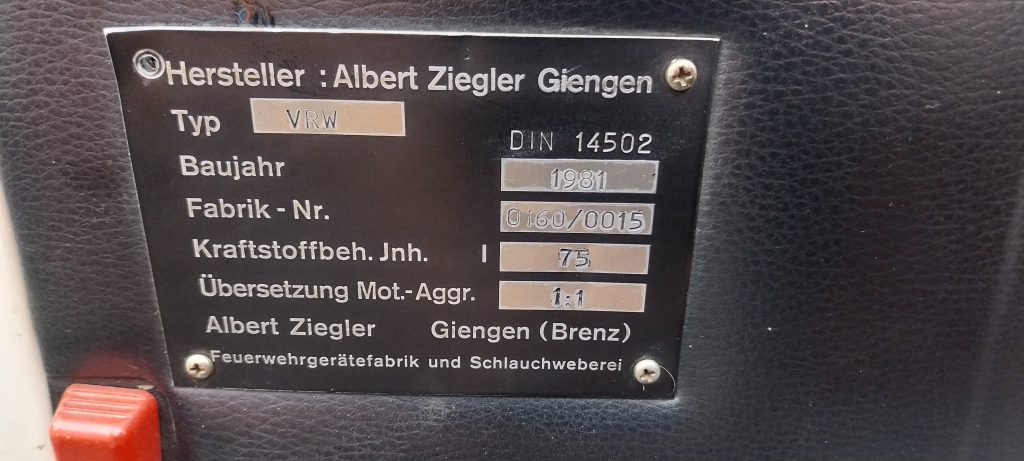 Hersteller : Albert Ziegler Giengen
Typ VRW
DIN 14502
Baujahr 1981
Fabrik - Nr. 0160/0015
Kraftstoffbeh. Jnh. l 75
Übersetzung Mot.-Aggr. 1:1
Albert Ziegler Giengen (Brenz)
Feuerwehrgerätefabrik und Schlauchweberei